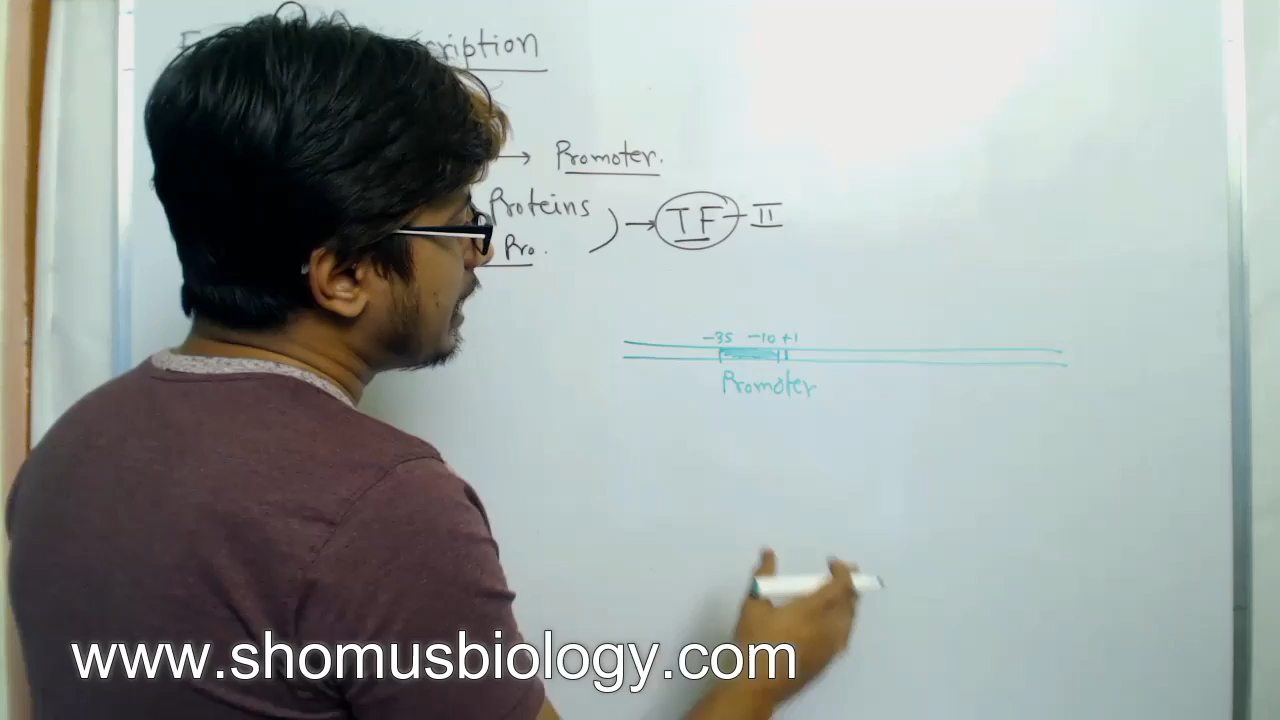 cription
→ Promoter.
Proteins
Pro. ) → TF - II
-35 -10 +1
Promoter
www.shomusbiology.com